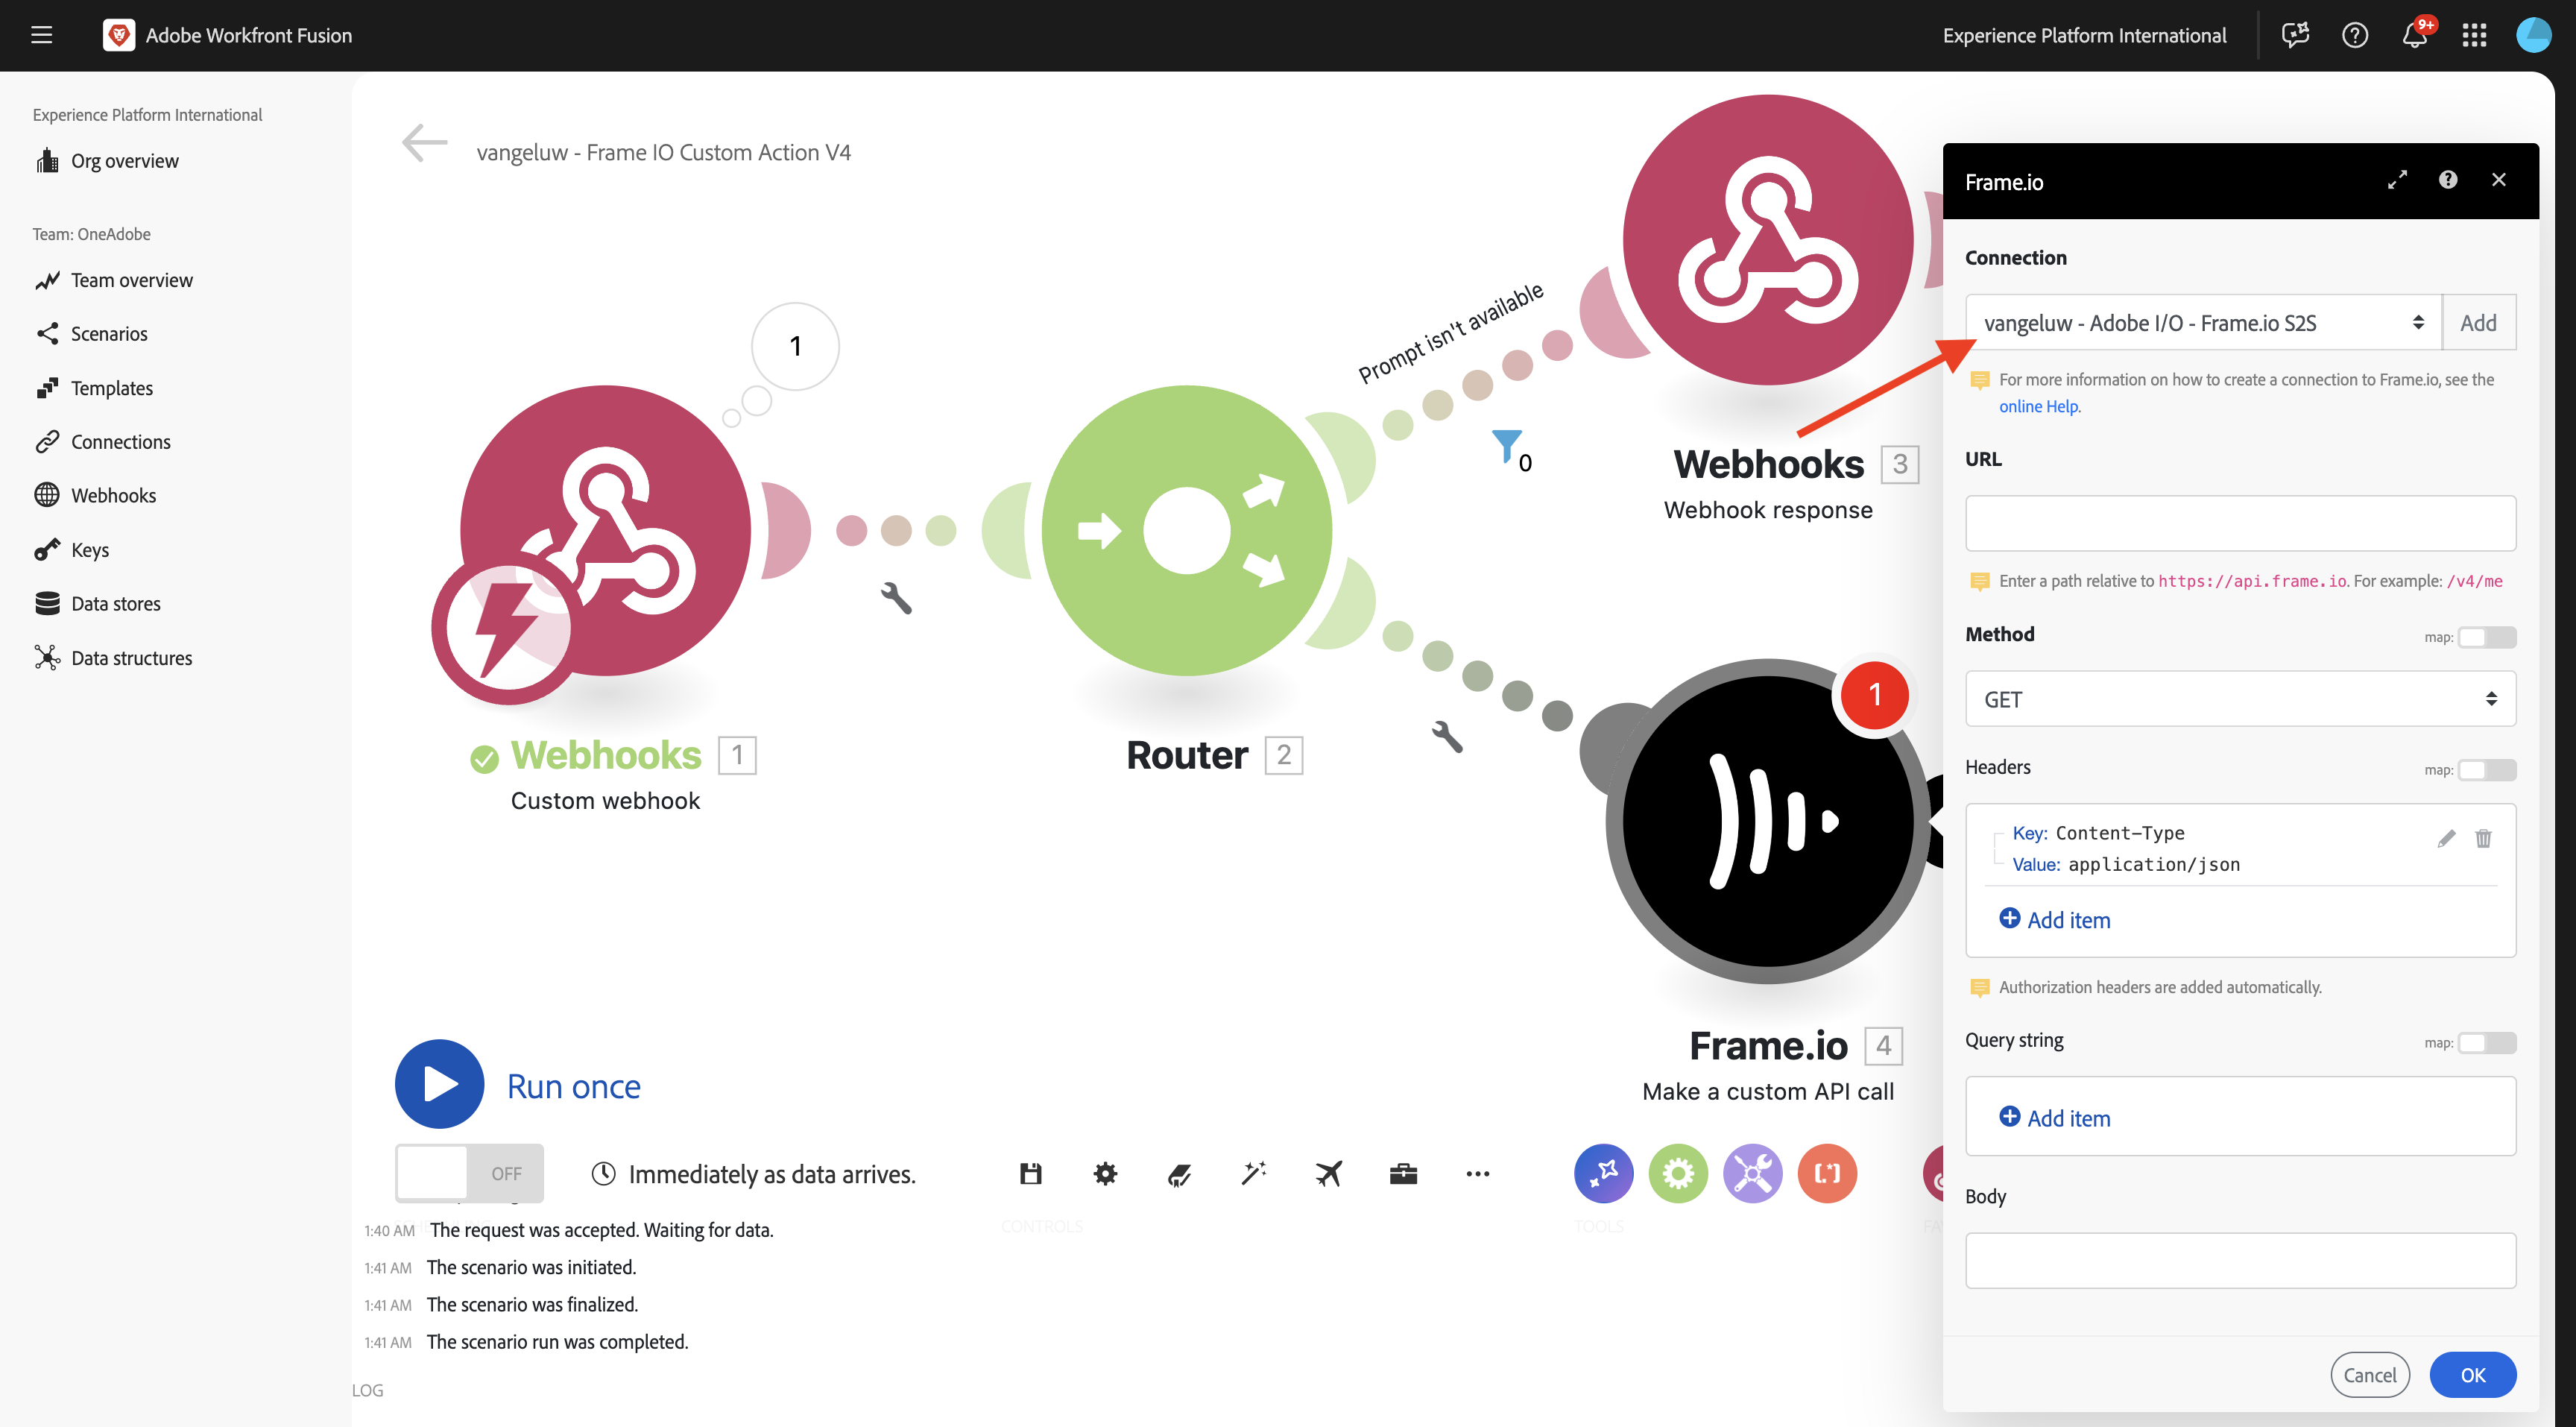 Adobe Workfront Fusion
Experience Platform International
9+
Experience Platform International
Org overview
Team: OneAdobe
Team overview
Scenarios
Templates
Connections
Webhooks
Keys
Data stores
Data structures
vangeluw - Frame IO Custom Action V4
1
Webhooks 1
Custom webhook
Router 2
Prompt isn't available
0
Webhooks 3
Webhook response
1
Frame.io 4
Make a custom API call
Run once
OFF
Immediately as data arrives.
CONTROLS
TOOLS
1:40 AM The request was accepted. Waiting for data.
1:41 AM The scenario was initiated.
1:41 AM The scenario was finalized.
1:41 AM The scenario run was completed.
LOG
Frame.io
Connection
vangeluw - Adobe I/O - Frame.io S2S
Add
For more information on how to create a connection to Frame.io, see the
online Help.
URL
Enter a path relative to https://api.frame.io. For example: /v4/me
Method
map:
GET
Headers
map:
Key: Content-Type
Value: application/json
Add item
Authorization headers are added automatically.
Query string
map:
Add item
Body
Cancel
OK